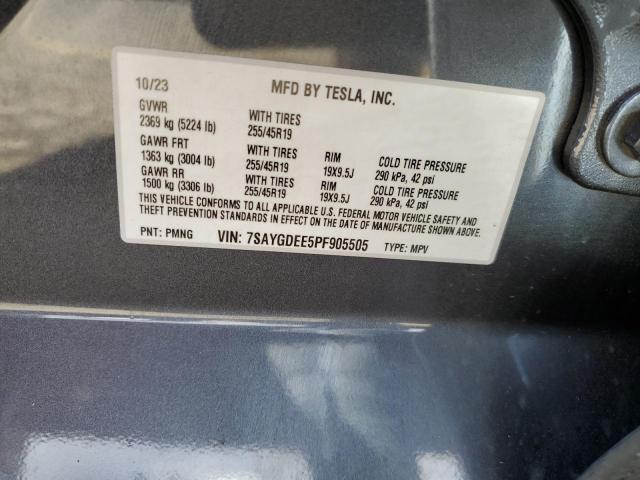 10/23 MFD BY TESLA, INC.
GVWR WITH TIRES
2369 kg (5224 lb) 255/45R19
GAWR FRT WITH TIRES RIM COLD TIRE PRESSURE
1363 kg (3004 lb) 255/45R19 19X9.5J 290 kPa, 42 psi
GAWR RR WITH TIRES RIM COLD TIRE PRESSURE
1500 kg (3306 lb) 255/45R19 19X9.5J 290 kPa, 42 psi
THIS VEHICLE CONFORMS TO ALL APPLICABLE U.S. FEDERAL MOTOR VEHICLE SAFETY AND
THEFT PREVENTION STANDARDS IN EFFECT ON THE DATE OF MANUFACTURE SHOWN ABOVE.
PNT: PMNG VIN: 7SAYGDEE5PF905505 TYPE: MPV